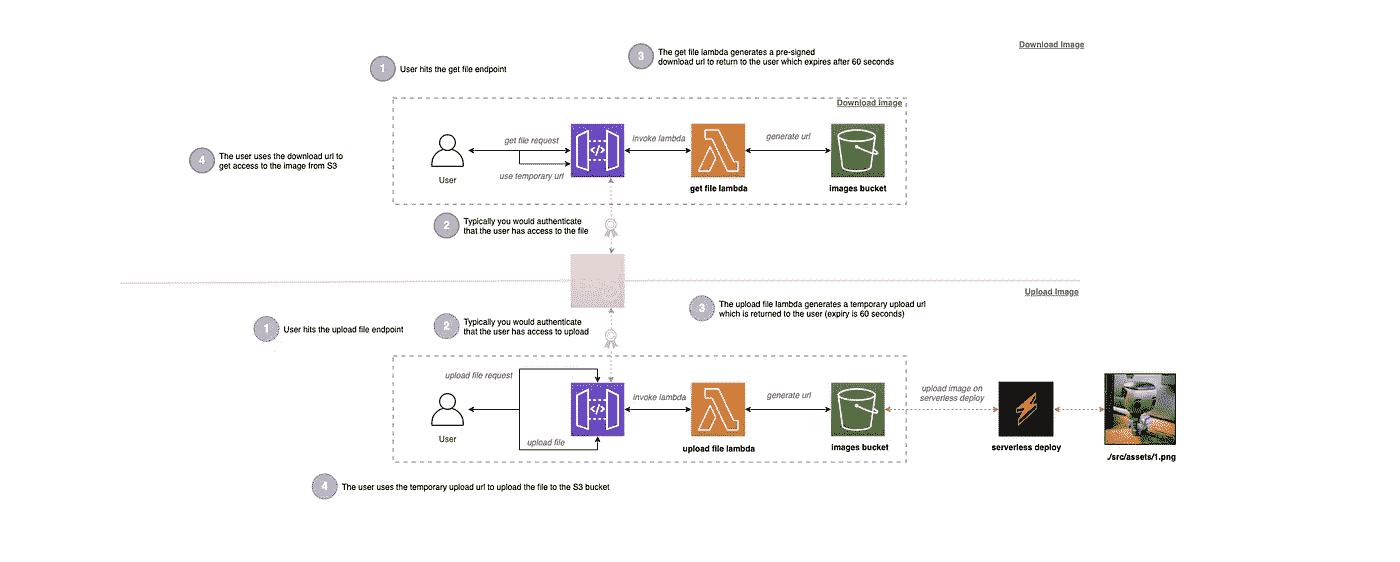 Download Image
3
The get file lambda generates a pre-signed
download url to return to the user which expires after 60 seconds
1
User hits the get file endpoint
Download Image
get file request
invoke lambda
generate url
4
The user uses the download url to
get access to the image from S3
use temporary url
User
get file lambda
images bucket
2
Typically you would authenticate
that the user has access to the file
Upload Image
3
The upload file lambda generates a temporary upload url
which is returned to the user (expiry is 60 seconds)
1
User hits the upload file endpoint
2
Typically you would authenticate
that the user has access to upload
upload file request
invoke lambda
generate url
upload image on
serverless deploy
User
upload file
upload file lambda
images bucket
serverless deploy
./src/assets/1.png
4
The user uses the temporary upload url to upload the file to the S3 bucket